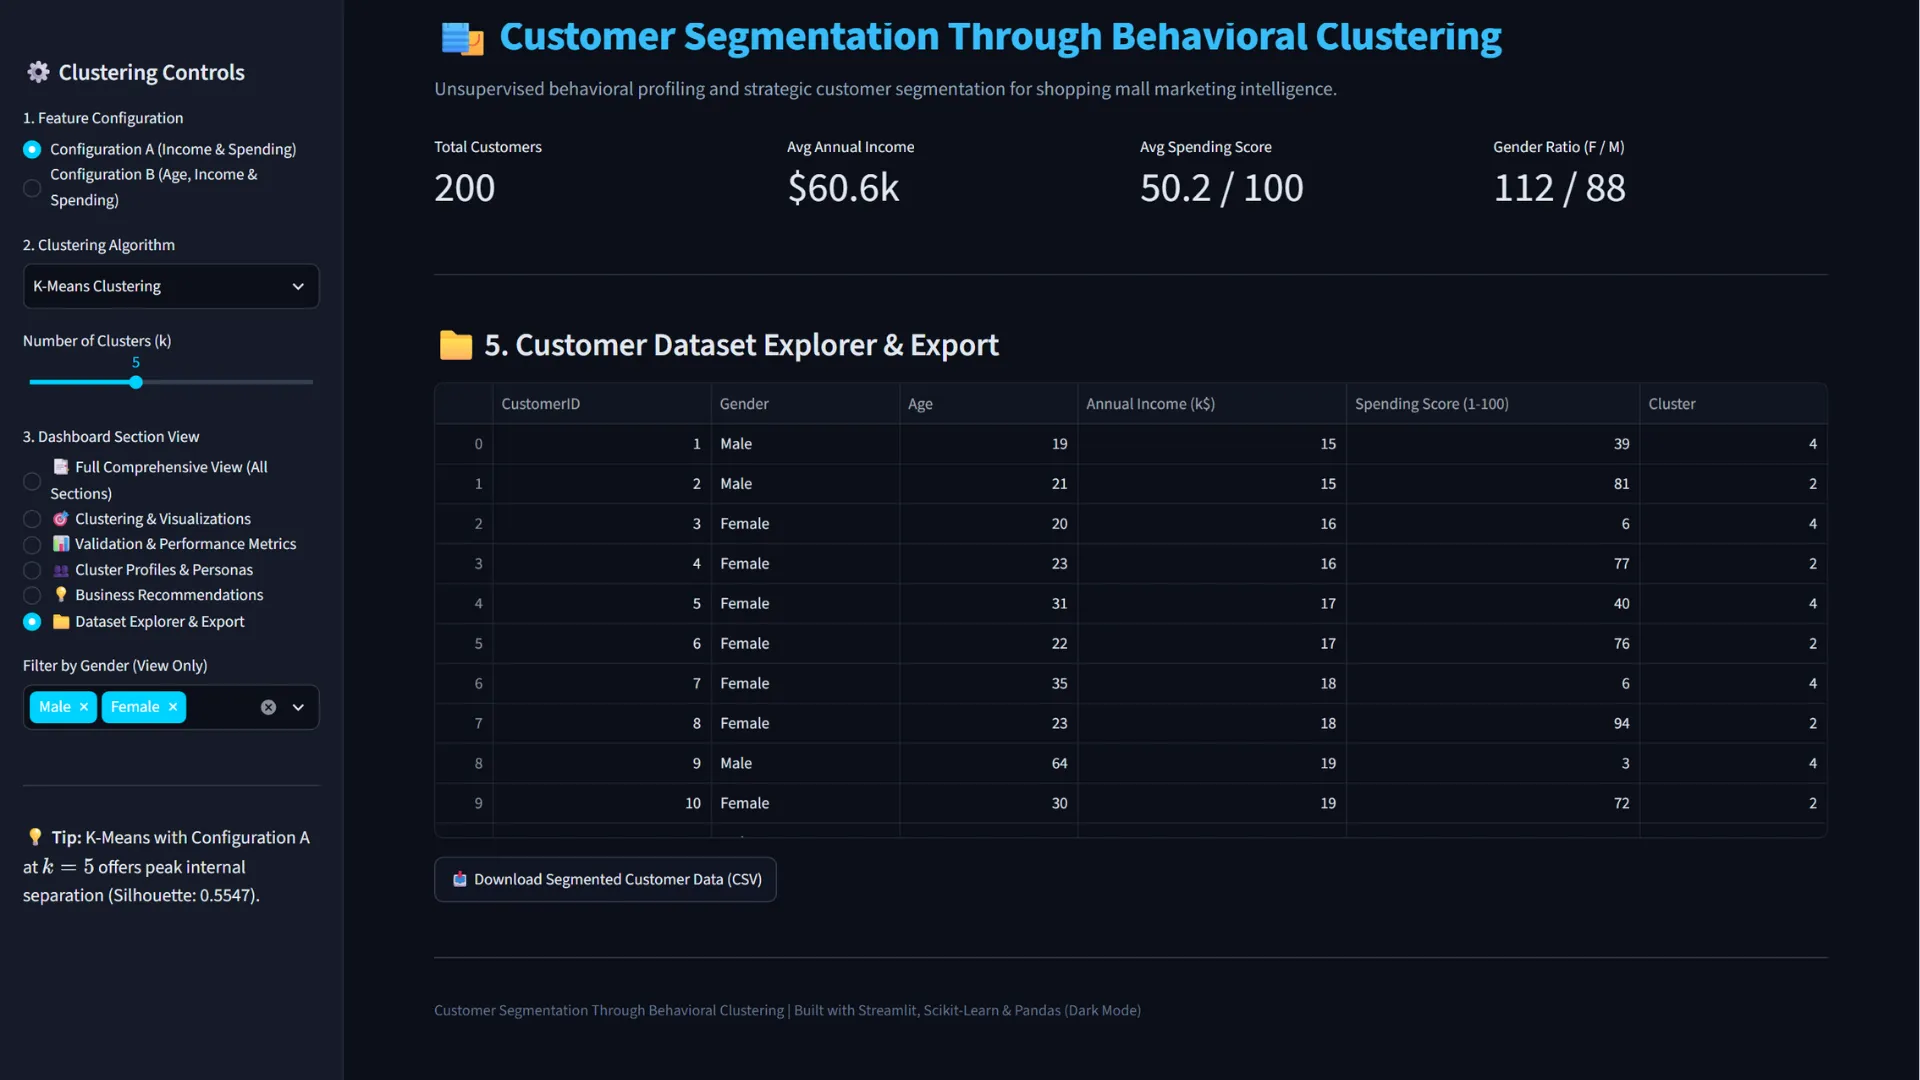 Clustering Controls
1. Feature Configuration
Configuration A (Income & Spending)
Configuration B (Age, Income &
Spending)
2. Clustering Algorithm
K-Means Clustering
Number of Clusters (k)
5
3. Dashboard Section View
Full Comprehensive View (All
Sections)
Clustering & Visualizations
Validation & Performance Metrics
Cluster Profiles & Personas
Business Recommendations
Dataset Explorer & Export
Filter by Gender (View Only)
Male × Female ×
Tip: K-Means with Configuration A
at k = 5 offers peak internal
separation (Silhouette: 0.5547).
Customer Segmentation Through Behavioral Clustering
Unsupervised behavioral profiling and strategic customer segmentation for shopping mall marketing intelligence.
Total Customers Avg Annual Income Avg Spending Score Gender Ratio (F / M)
200 $60.6k 50.2 / 100 112 / 88
5. Customer Dataset Explorer & Export
CustomerID Gender Age Annual Income (k$) Spending Score (1-100) Cluster
0 1 Male 19 15 39 4
1 2 Male 21 15 81 2
2 3 Female 20 16 6 4
3 4 Female 23 16 77 2
4 5 Female 31 17 40 4
5 6 Female 22 17 76 2
6 7 Female 35 18 6 4
7 8 Female 23 18 94 2
8 9 Male 64 19 3 4
9 10 Female 30 19 72 2
Download Segmented Customer Data (CSV)
Customer Segmentation Through Behavioral Clustering | Built with Streamlit, Scikit-Learn & Pandas (Dark Mode)